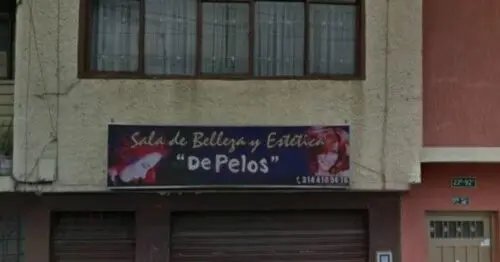 Sala de Belleza y Estética
"De Pelos"